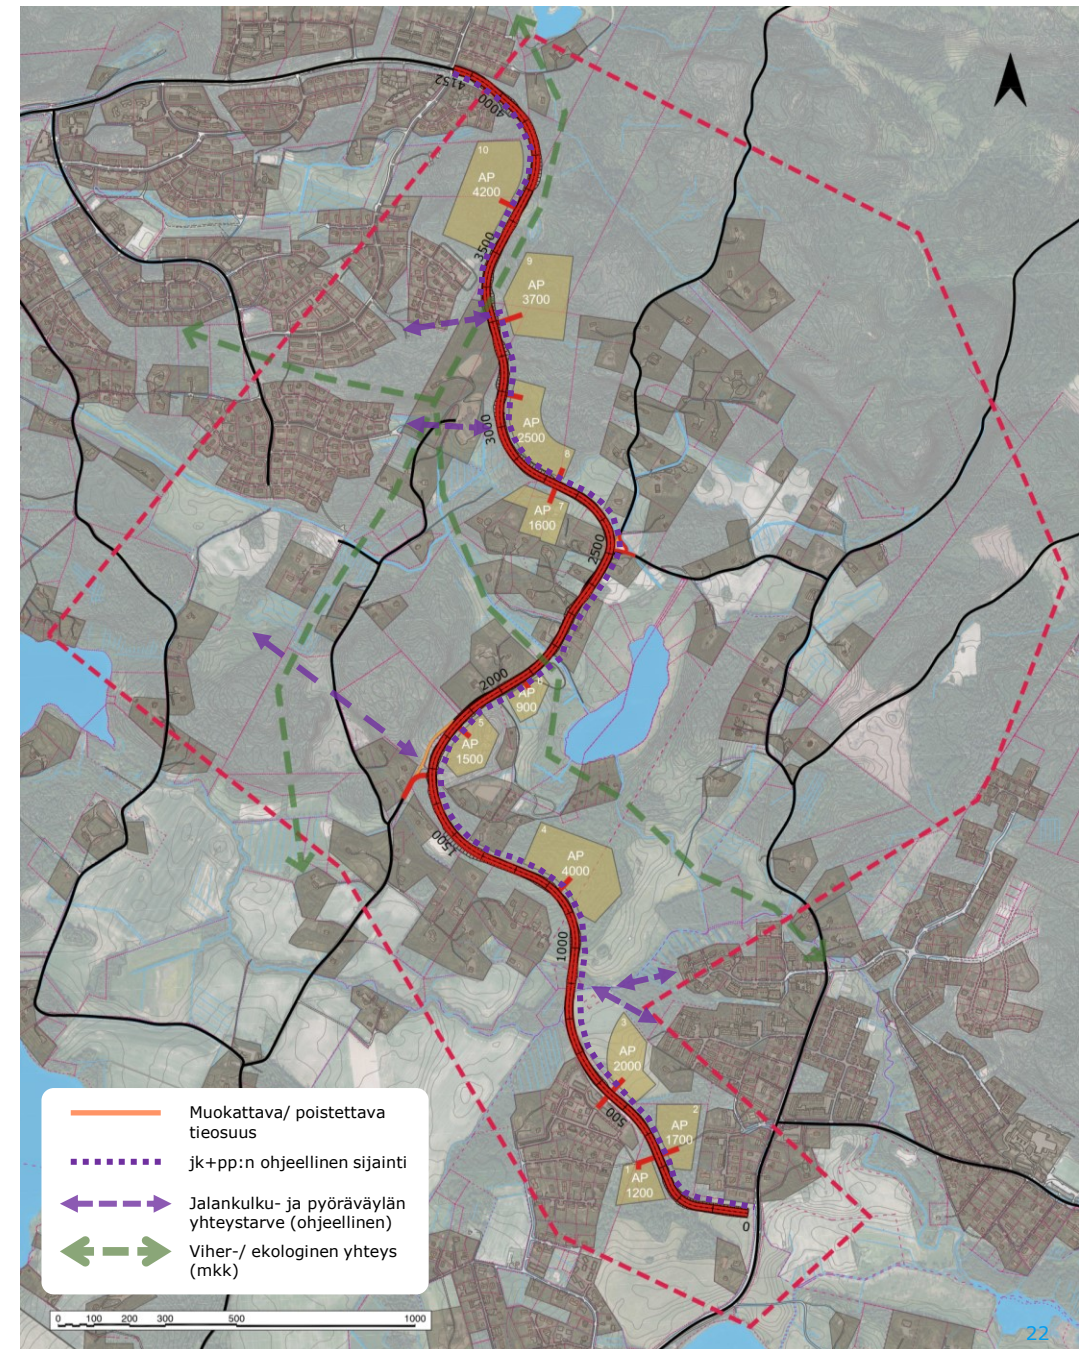 4152
4000
10
AP
4200
3500
9
AP
3700
3000
AP
2500
8
7
AP
1600
2500
2000
6
AP
900
5
AP
1500
1500
4
AP
4000
1000
3
AP
2000
500
2
AP
1700
1
AP
1200
0
Muokattava/ poistettava
tieosuus
jk+pp:n ohjeellinen sijainti
Jalankulku- ja pyöräväylän
yhteystarve (ohjeellinen)
Viher-/ ekologinen yhteys
(mkk)
0 100 200 300 500 1000
22